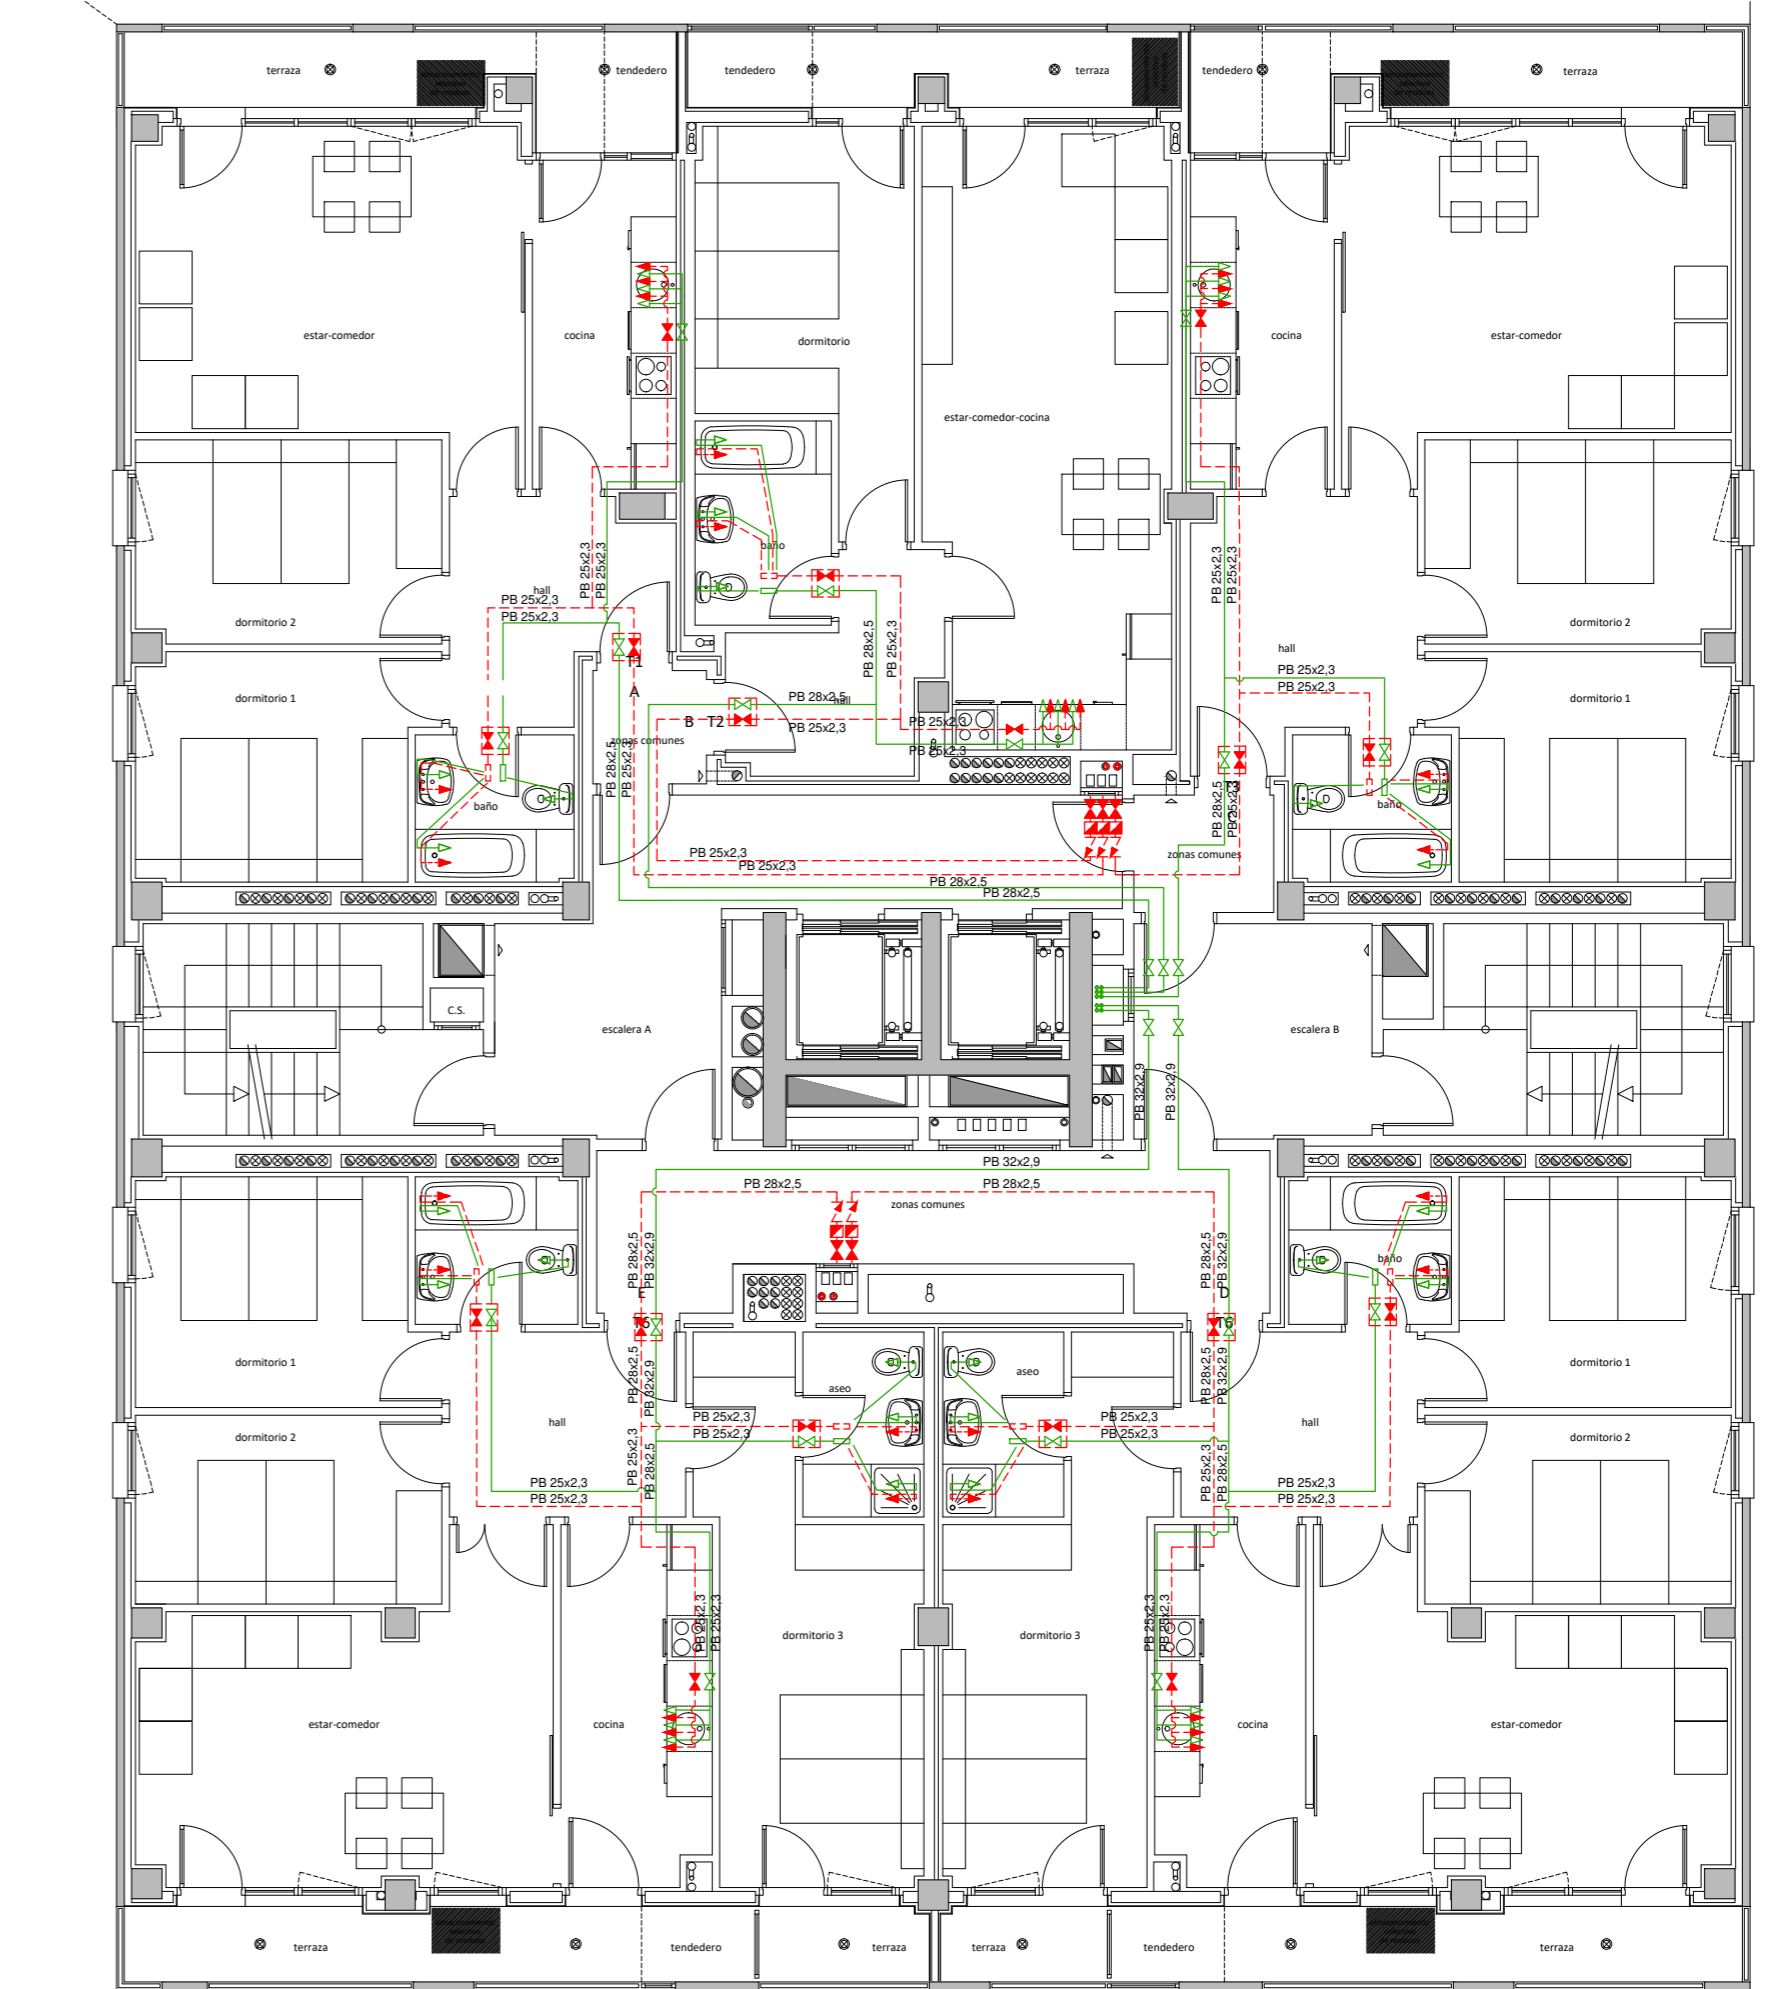 terraza
tendedero
tendedero
terraza
tendedero
terraza
estar-comedor
cocina
dormitorio
estar-comedor-cocina
cocina
estar-comedor
baño
PB 25x2,3
PB 25x2,3
PB 25x2,3
PB 25x2,3
hall
PB 25x2,3
PB 25x2,3
dormitorio 2
PB 28x2,5
PB 25x2,3
hall
dormitorio 2
T1
A
PB 25x2,3
PB 25x2,3
dormitorio 1
PB 28x2,5
hall
B
T2
PB 25x2,3
PB 25x2,3
PB 25x2,3
dormitorio 1
zonas comunes
PB 28x2,5
PB 25x2,3
baño
PB 28x2,5
PB 25x2,3
baño
PB 25x2,3
PB 25x2,3
zonas comunes
PB 28x2,5
PB 28x2,5
C.S.
escalera A
escalera B
PB 32x2,9
PB 32x2,9
PB 32x2,9
PB 28x2,5
PB 28x2,5
zonas comunes
PB 28x2,5
PB 32x2,9
PB 28x2,5
PB 32x2,9
baño
E
D
T6
dormitorio 1
aseo
aseo
dormitorio 1
PB 28x2,5
PB 32x2,9
PB 28x2,5
PB 32x2,9
hall
PB 25x2,3
PB 25x2,3
PB 25x2,3
PB 25x2,3
hall
dormitorio 2
dormitorio 2
PB 25x2,3
PB 28x2,5
PB 25x2,3
PB 28x2,5
PB 25x2,3
PB 25x2,3
PB 25x2,3
PB 25x2,3
PB 25x2,3
PB 25x2,3
PB 25x2,3
PB 25x2,3
dormitorio 3
dormitorio 3
estar-comedor
cocina
cocina
estar-comedor
terraza
tendedero
terraza
terraza
tendedero
terraza